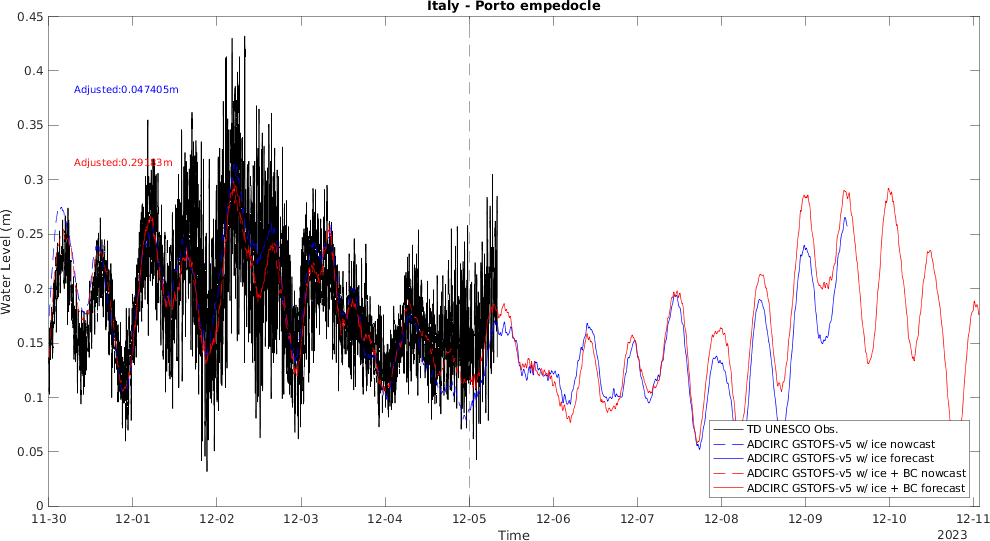 Italy - Porto empedocle
0.45
0.4
0.35
0.3
0.25
0.2
0.15
0.1
0.05
0
Water Level (m)
Adjusted:0.047405m
Adjusted:0.29183m
TD UNESCO Obs.
ADCIRC GSTOFS-v5 w/ ice nowcast
ADCIRC GSTOFS-v5 w/ ice forecast
ADCIRC GSTOFS-v5 w/ ice + BC nowcast
ADCIRC GSTOFS-v5 w/ ice + BC forecast
11-30 12-01 12-02 12-03 12-04 12-05 12-06 12-07 12-08 12-09 12-10 12-11
Time
2023